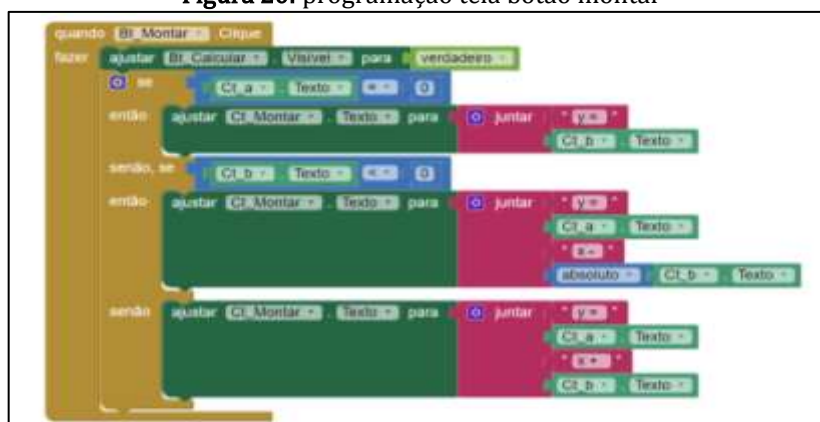 Figura 20: programação tela botão montar
quando Bt_Montar Clique
fazer ajustar Bt_Calcular . Visível para verdadeiro
se Ct_a . Texto = 0
então ajustar Ct_Montar . Texto para juntar " y = "
Ct_b . Texto
senão, se Ct_b . Texto < 0
então ajustar Ct_Montar . Texto para juntar " y = "
Ct_a . Texto
" x - "
absoluto Ct_b . Texto
senão ajustar Ct_Montar . Texto para juntar " y = "
Ct_a . Texto
" x + "
Ct_b . Texto